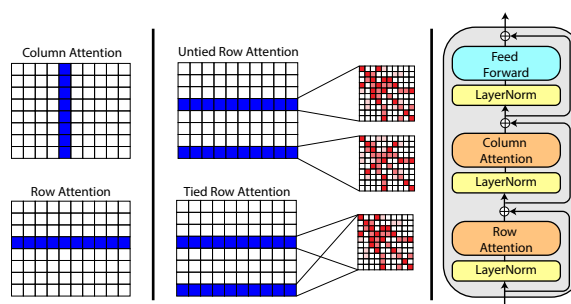 Column Attention
Row Attention
Untied Row Attention
Tied Row Attention
Feed
Forward
LayerNorm
Column
Attention
LayerNorm
Row
Attention
LayerNorm